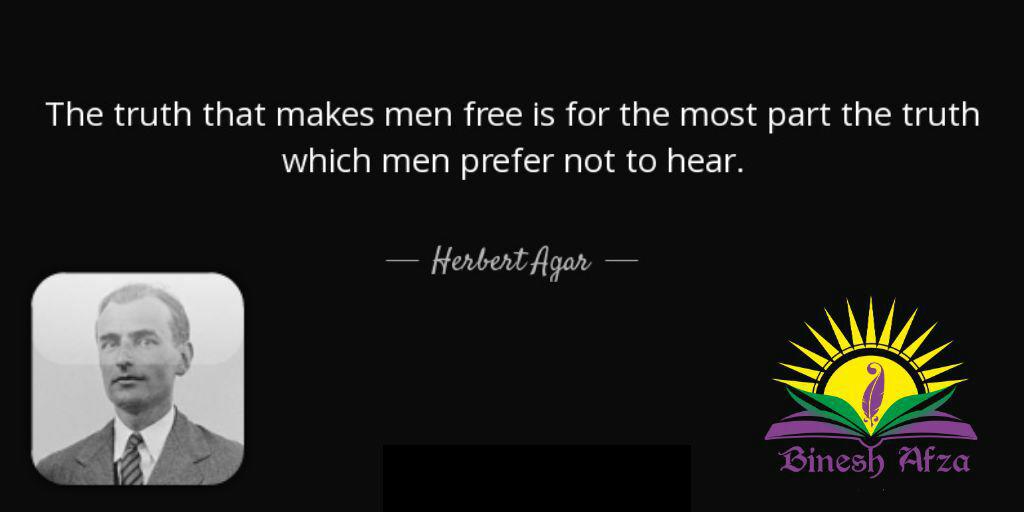 The truth that makes men free is for the most part the truth
which men prefer not to hear.
Herbert Agar
Binesh Afza